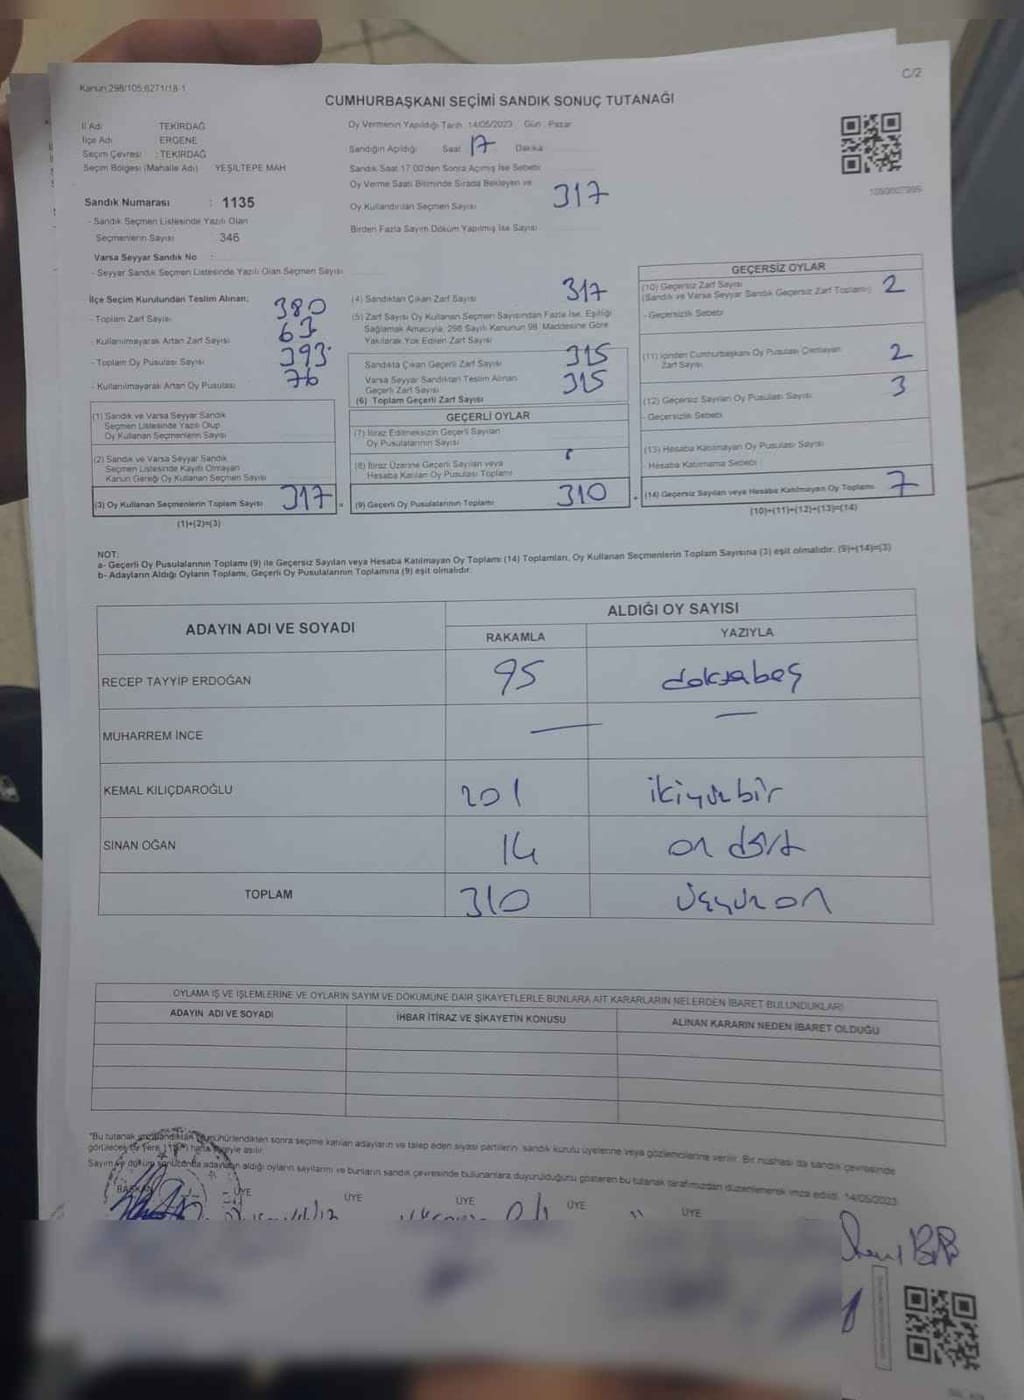 Kanun:298/105;6271/18-1
C/2
CUMHURBAŞKANI SEÇİMİ SANDIK SONUÇ TUTANAĞI
İl Adı TEKİRDAĞ
İlçe Adı ERGENE
Seçim Çevresi : TEKİRDAĞ
Seçim Bölgesi (Mahalle Adı) YEŞİLTEPE MAH
Sandık Numarası : 1135
- Sandık Seçmen Listesinde Yazılı Olan
Seçmenlerin Sayısı 346
Varsa Seyyar Sandık No :
- Seyyar Sandık Seçmen Listesinde Yazılı Olan Seçmen Sayısı
Oy Vermenin Yapıldığı Tarih 14/05/2023 Gün : Pazar
Sandığın Açıldığı Saat 17 Dakika
Sandık Saat 17.00'den Sonra Açılmış İse Sebebi
Oy Verme Saati Bitiminde Sırada Bekleyen ve
Oy Kullandırılan Seçmen Sayısı 317
Birden Fazla Sayım Döküm Yapılmış İse Sayısı
İlçe Seçim Kurulundan Teslim Alınan;
- Toplam Zarf Sayısı 380
- Kullanılmayarak Artan Zarf Sayısı 63
- Toplam Oy Pusulası Sayısı 393
- Kullanılmayarak Artan Oy Pusulası 76
(1) Sandık ve Varsa Seyyar Sandık
Seçmen Listesinde Yazılı Olup
Oy Kullanan Seçmenlerin Sayısı
(2) Sandık ve Varsa Seyyar Sandık
Seçmen Listesinde Kayıtlı Olmayan
Kanun Gereği Oy Kullanan Seçmen Sayısı
(3) Oy Kullanan Seçmenlerin Toplam Sayısı 317
(1)+(2)=(3)
(4) Sandıktan Çıkan Zarf Sayısı 317
(5) Zarf Sayısı Oy Kullanan Seçmen Sayısından Fazla İse, Eşitliği
Sağlamak Amacıyla, 298 Sayılı Kanunun 98. Maddesine Göre
Yakılarak Yok Edilen Zarf Sayısı
Sandıkta Çıkan Geçerli Zarf Sayısı 315
Varsa Seyyar Sandıktan Teslim Alınan
Geçerli Zarf Sayısı
(6) Toplam Geçerli Zarf Sayısı 315
GEÇERLİ OYLAR
(7) İtiraz Edilmeksizin Geçerli Sayılan
Oy Pusulalarının Sayısı
(8) İtiraz Üzerine Geçerli Sayılan veya
Hesaba Katılan Oy Pusulası Toplamı
(9) Geçerli Oy Pusulalarının Toplamı 310
GEÇERSİZ OYLAR
(10) Geçersiz Zarf Sayısı
(Sandık ve Varsa Seyyar Sandık Geçersiz Zarf Toplamı) 2
- Geçersizlik Sebebi
(11) İçinden Cumhurbaşkanı Oy Pusulası Çıkmayan
Zarf Sayısı 2
(12) Geçersiz Sayılan Oy Pusulası Sayısı 3
- Geçersizlik Sebebi
(13) Hesaba Katılmayan Oy Pusulası Sayısı
- Hesaba Katılmama Sebebi
(14) Geçersiz Sayılan veya Hesaba Katılmayan Oy Toplamı 7
(10)+(11)+(12)+(13)=(14)
NOT:
a- Geçerli Oy Pusulalarının Toplamı (9) ile Geçersiz Sayılan veya Hesaba Katılmayan Oy Toplamı (14) Toplamları, Oy Kullanan Seçmenlerin Toplam Sayısına (3) eşit olmalıdır. (9)+(14)=(3)
b- Adayların Aldığı Oyların Toplamı, Geçerli Oy Pusulalarının Toplamına (9) eşit olmalıdır.
ADAYIN ADI VE SOYADI
ALDIĞI OY SAYISI
RAKAMLA YAZIYLA
RECEP TAYYİP ERDOĞAN 95 doksabeş
MUHARREM İNCE — —
KEMAL KILIÇDAROĞLU 201 ikiyüzbir
SİNAN OĞAN 14 on dört
TOPLAM 310 üçyüz on
OYLAMA İŞ VE İŞLEMLERİNE VE OYLARIN SAYIM VE DÖKÜMÜNE DAİR ŞİKAYETLERLE BUNLARA AİT KARARLARIN NELERDEN İBARET BULUNDUKLARI
ADAYIN ADI VE SOYADI İHBAR İTİRAZ VE ŞİKAYETİN KONUSU ALINAN KARARIN NEDEN İBARET OLDUĞU
"Bu tutanak mühürlendikten sonra seçime katılan adayların ve talep eden siyasi partilerin sandık kurulu üyelerine veya gözlemcilerine verilir. Bir nüshası da sandık çevresinde
görülecek bir yere asılır.
Sayım ve döküm sonucunda adayların aldığı oyların sayılarını ve bunların sandık çevresinde bulunanlara duyurulduğunu gösteren bu tutanak tarafımızdan düzenlenerek imza edildi. 14/05/2023
BAŞKAN ÜYE ÜYE ÜYE ÜYE ÜYE